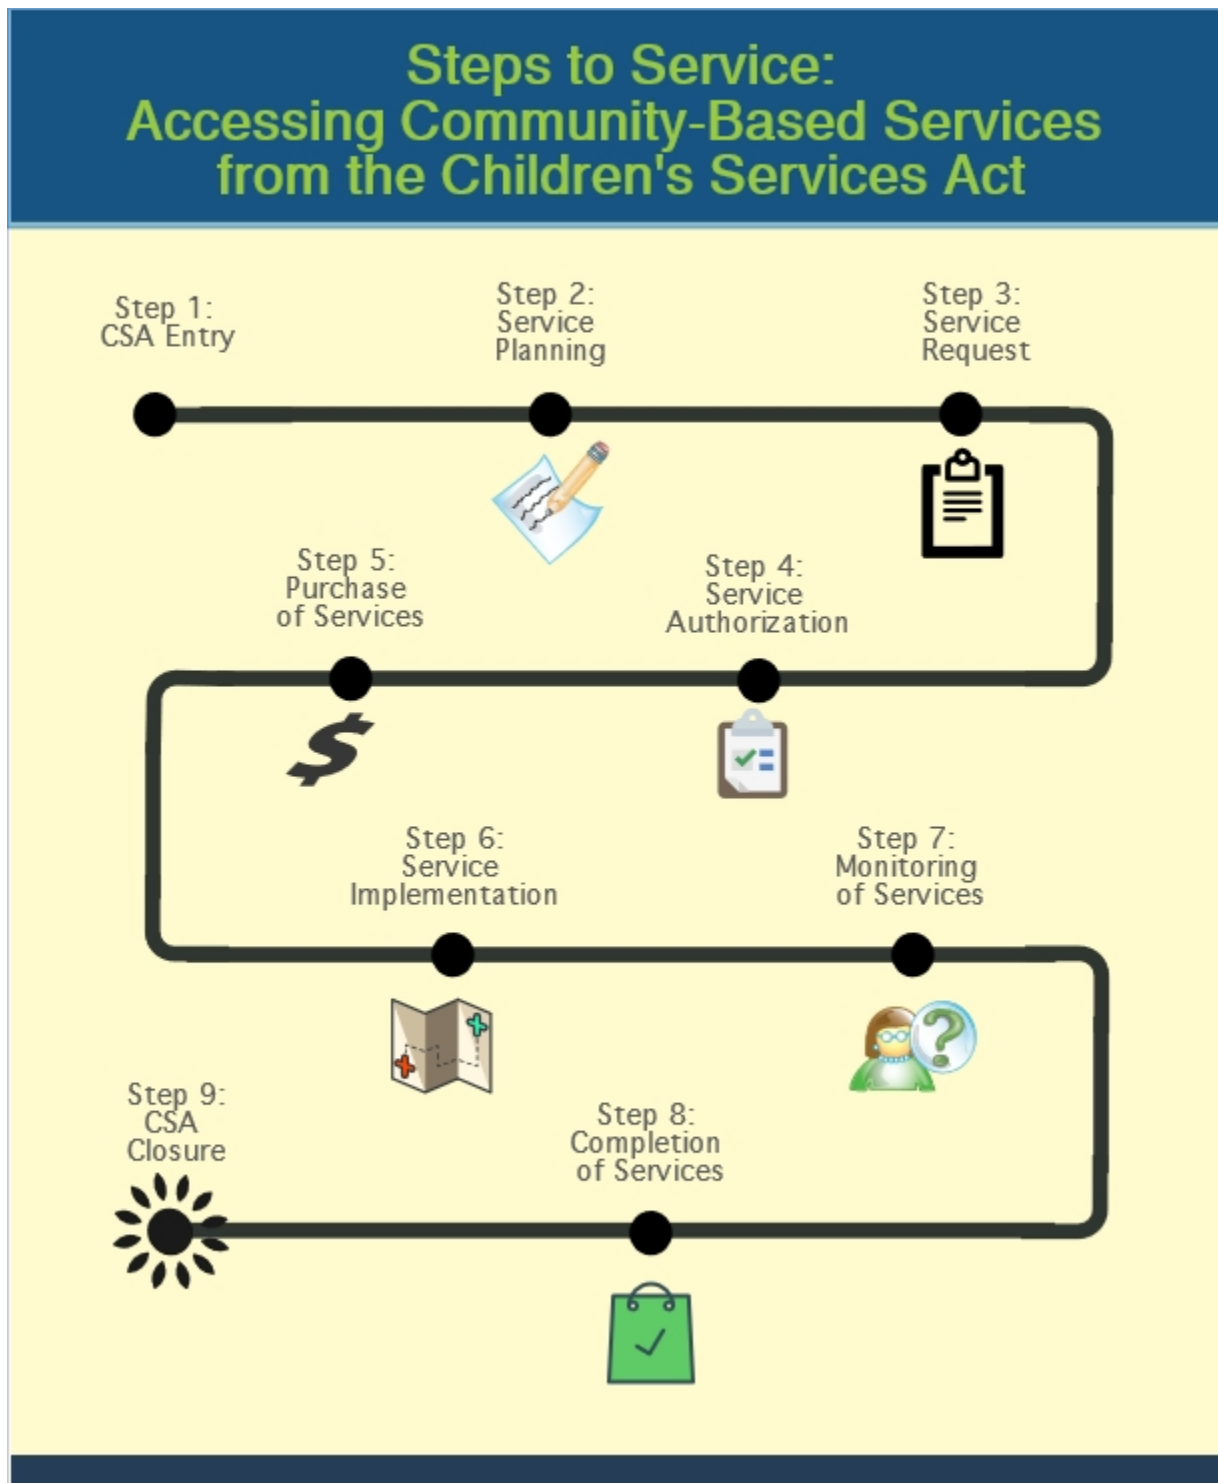 Steps to Service:
Accessing Community-Based Services
from the Children's Services Act
Step 1:
CSA Entry
Step 2:
Service
Planning
Step 3:
Service
Request
Step 4:
Service
Authorization
Step 5:
Purchase
of Services
Step 6:
Service
Implementation
Step 7:
Monitoring
of Services
Step 8:
Completion
of Services
Step 9:
CSA
Closure